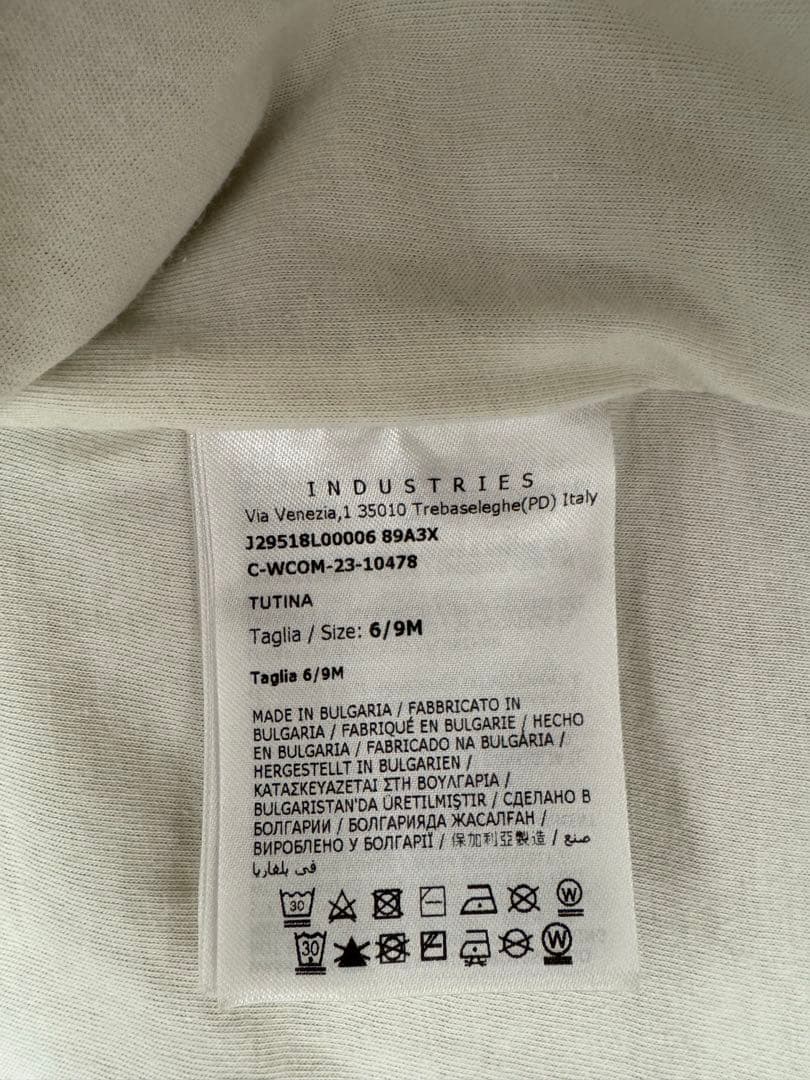 INDUSTRIES
Via Venezia,1 35010 Trebaseleghe(PD) Italy
J29518L00006 89A3X
C-WCOM-23-10478
TUTINA
Taglia / Size: 6/9M
Taglia 6/9M
MADE IN BULGARIA / FABBRICATO IN
BULGARIA / FABRIQUÉ EN BULGARIE / HECHO
EN BULGARIA / FABRICADO NA BULGÁRIA /
HERGESTELLT IN BULGARIEN /
ΚΑΤΑΣΚΕΥΑΖΕΤΑΙ ΣΤΗ ΒΟΥΛΓΑΡΙΑ /
BULGARISTAN'DA ÜRETILMIŞTIR / СДЕЛАНО В
БОЛГАРИИ / БОЛГАРИЯДА ЖАСАЛҒАН /
ВИРОБЛЕНО У БОЛГАРІЇ / 保加利亞製造 / صنع
في بلغاريا
30 W
30 W